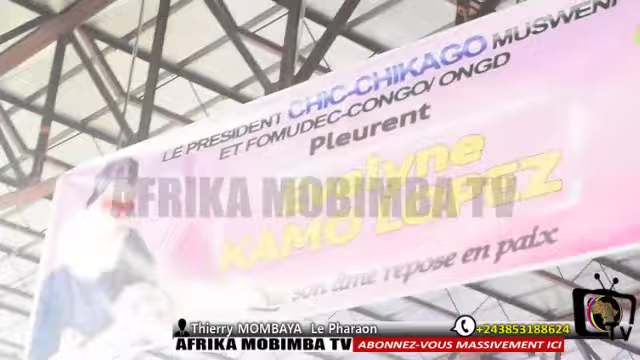 LE PRESIDENT CHIC-CHIKAGO MUSWENI
ET FOMUDEC-CONGO/ ONGD
Pleurent
KAMO LOPEZ
son âme repose en paix
AFRIKA MOBIMBA TV
Thierry MOMBAYA Le Pharaon
+243853188624
AFRIKA MOBIMBA TV
ABONNEZ-VOUS MASSIVEMENT ICI
TV